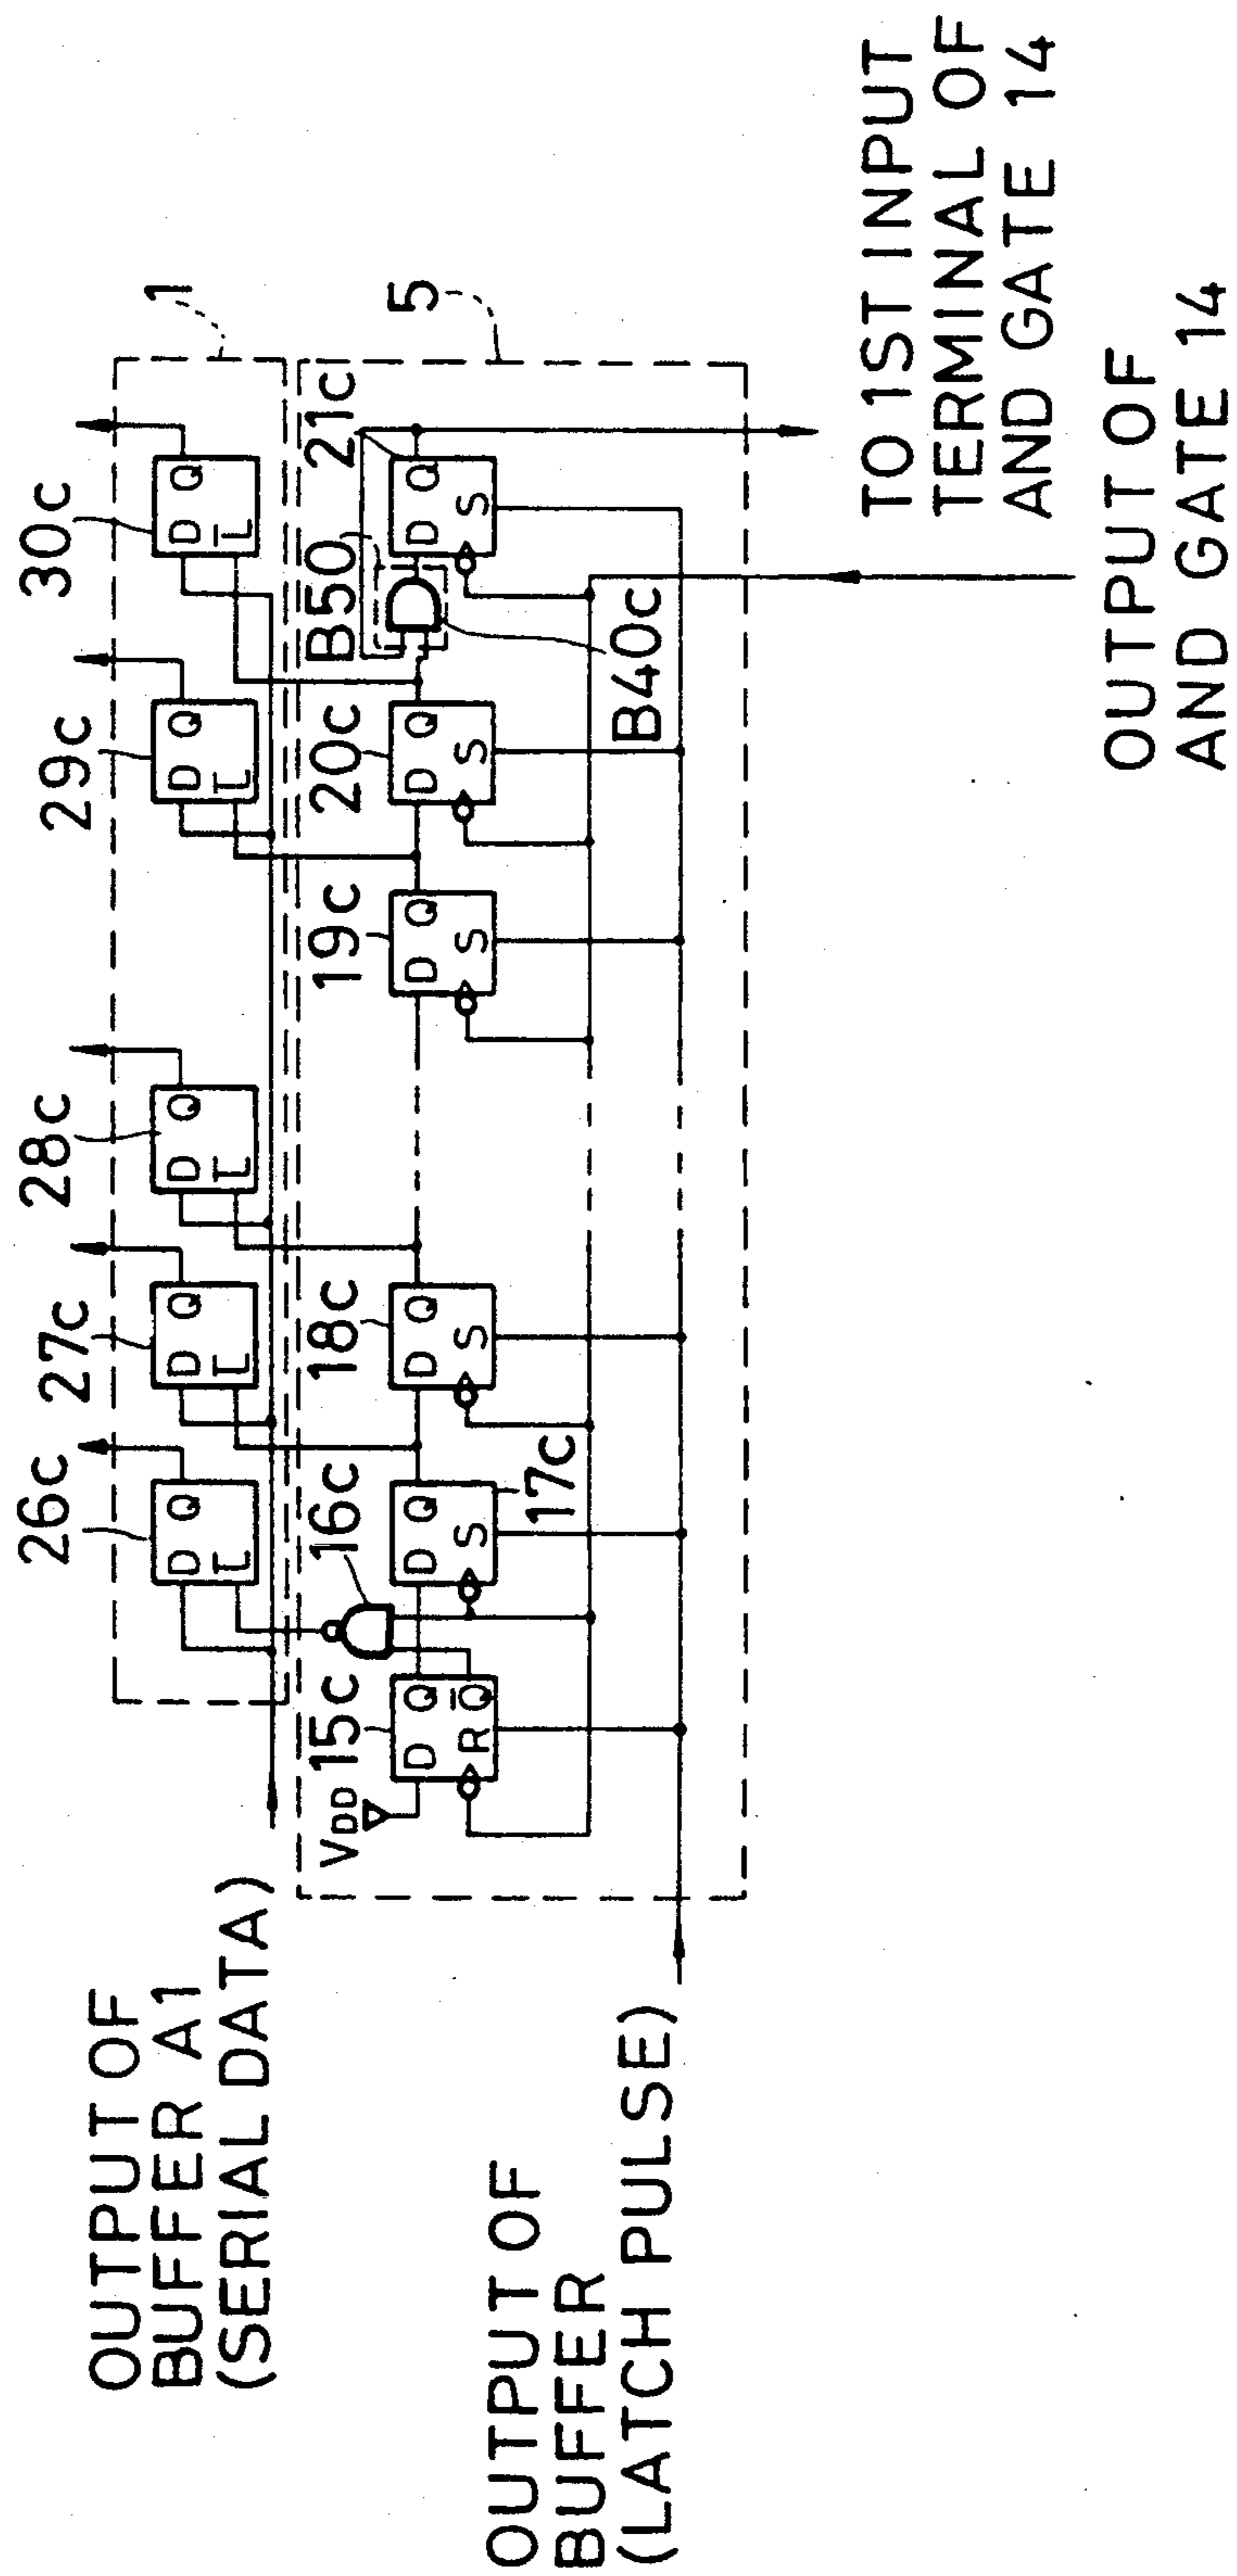 OUTPUT OF
BUFFER A1
(SERIAL DATA)
26c
27c
28c
29c
30c
1
D Q
L̅
D Q
L̅
D Q
L̅
D Q
L̅
D Q
L̅
VDD
15c
16c
17c
18c
19c
20c
B50
21c
5
D Q
R Q̅
D Q
S
D Q
S
D Q
S
D Q
S
D Q
S
B40c
OUTPUT OF
BUFFER
(LATCH PULSE)
TO 1ST INPUT
TERMINAL OF
AND GATE 14
OUTPUT OF
AND GATE 14